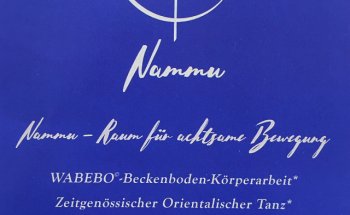 Nammu
Nammu – Raum für achtsame Bewegung
WABEBO©-Beckenboden-Körperarbeit*
Zeitgenössischer Orientalischer Tanz*